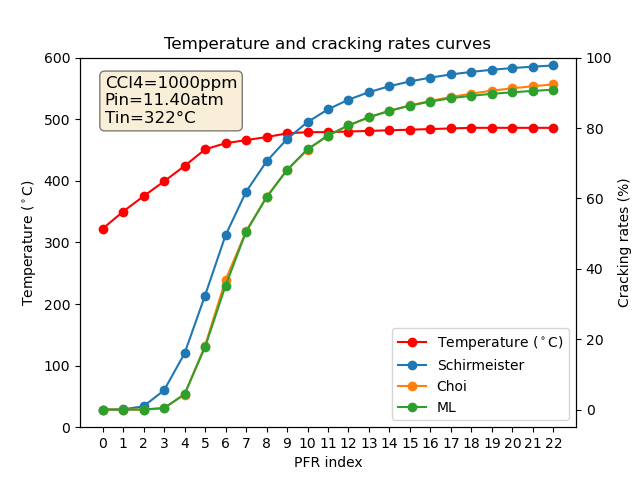 Temperature and cracking rates curves
CCl4=1000ppm
Pin=11.40atm
Tin=322°C
600
500
400
300
200
100
0
Temperature (°C)
100
80
60
40
20
0
Cracking rates (%)
Temperature (°C)
Schirmeister
Choi
ML
0 1 2 3 4 5 6 7 8 9 10 11 12 13 14 15 16 17 18 19 20 21 22
PFR index